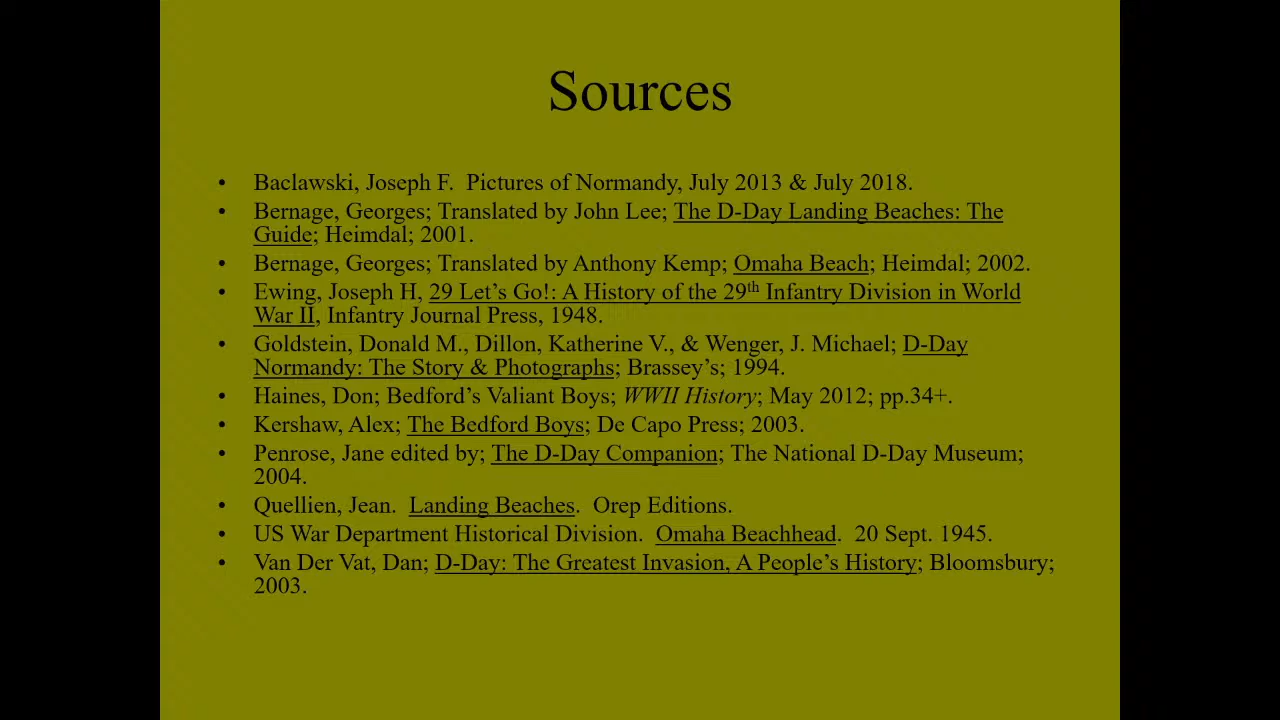 Sources
• Baclawski, Joseph F.  Pictures of Normandy, July 2013 & July 2018.
• Bernage, Georges; Translated by John Lee; The D-Day Landing Beaches: The
Guide; Heimdal; 2001.
• Bernage, Georges; Translated by Anthony Kemp; Omaha Beach; Heimdal; 2002.
• Ewing, Joseph H, 29 Let’s Go!: A History of the 29th Infantry Division in World
War II, Infantry Journal Press, 1948.
• Goldstein, Donald M., Dillon, Katherine V., & Wenger, J. Michael; D-Day
Normandy: The Story & Photographs; Brassey’s; 1994.
• Haines, Don; Bedford’s Valiant Boys; WWII History; May 2012; pp.34+.
• Kershaw, Alex; The Bedford Boys; De Capo Press; 2003.
• Penrose, Jane edited by; The D-Day Companion; The National D-Day Museum;
2004.
• Quellien, Jean.  Landing Beaches.  Orep Editions.
• US War Department Historical Division.  Omaha Beachhead.  20 Sept. 1945.
• Van Der Vat, Dan; D-Day: The Greatest Invasion, A People’s History; Bloomsbury;
2003.